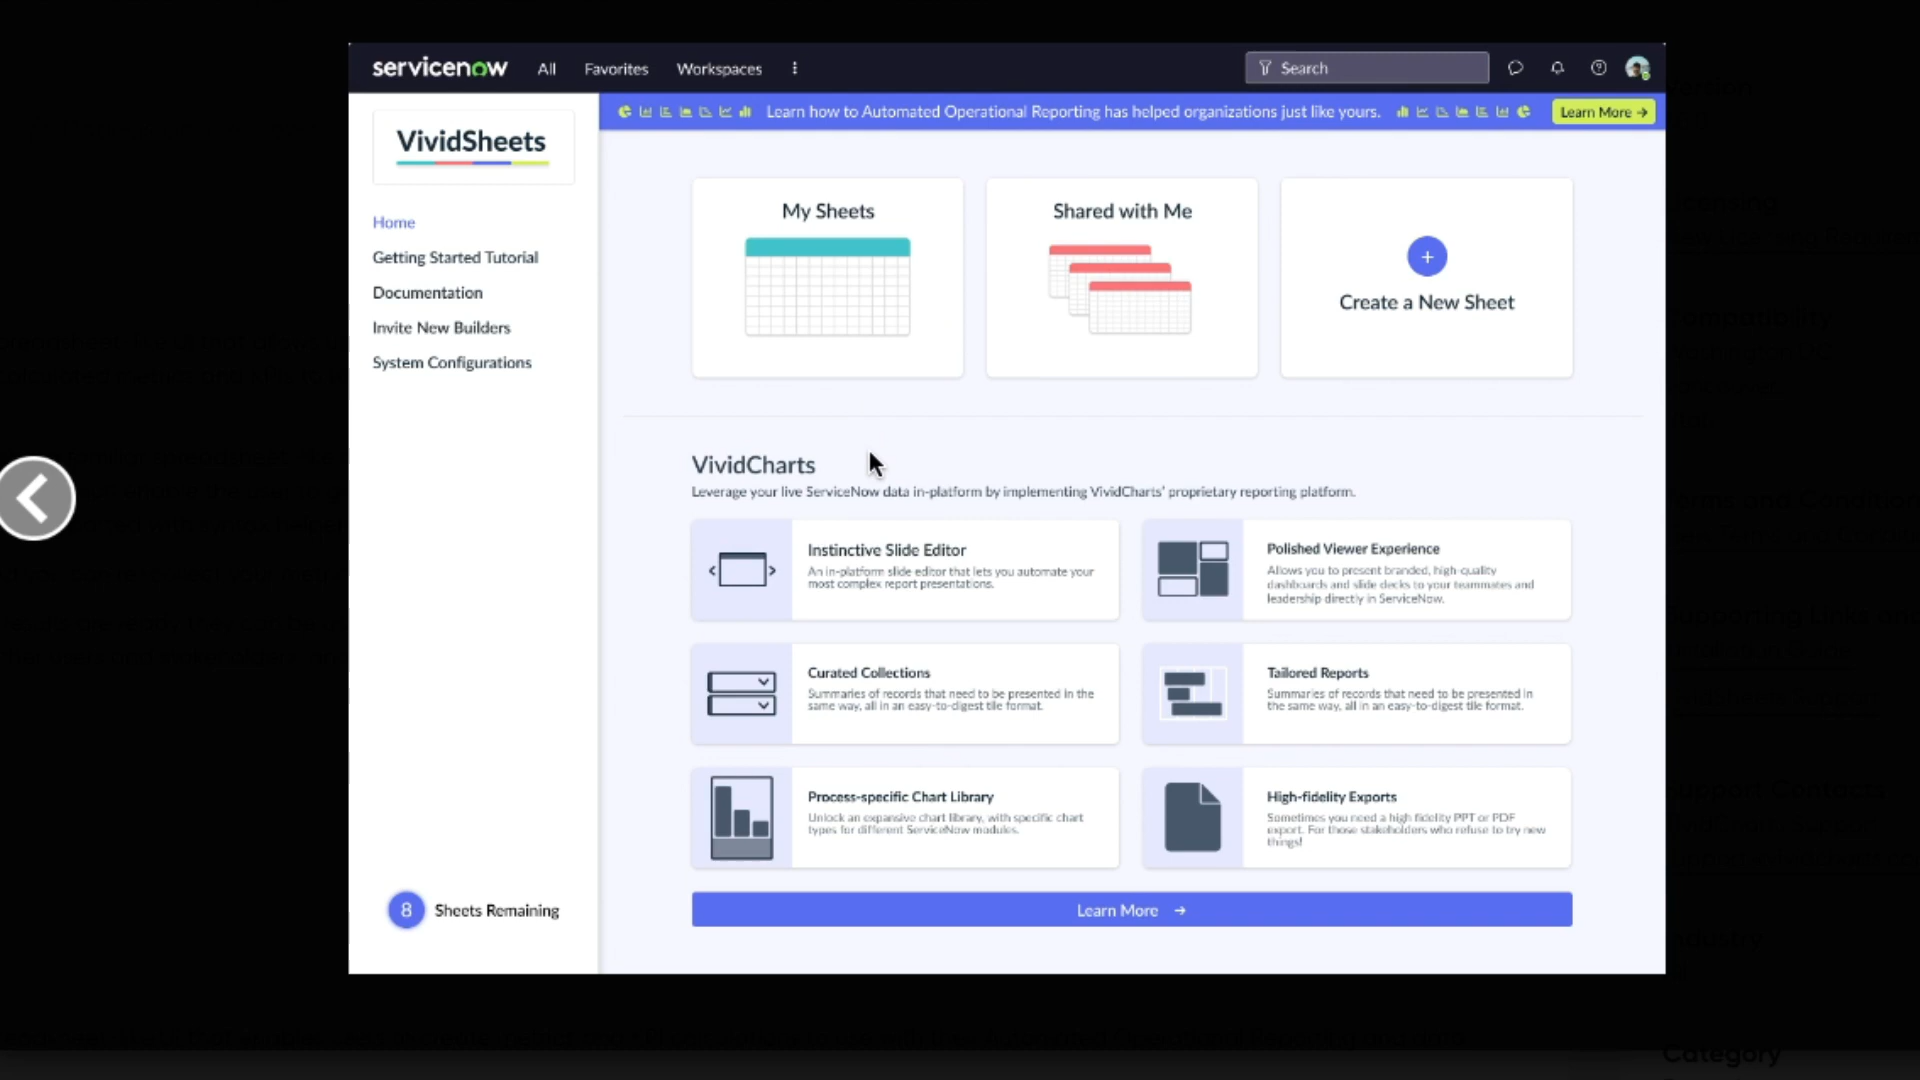 servicenow All Favorites Workspaces Search
VividSheets
Learn how to Automated Operational Reporting has helped organizations just like yours. Learn More →
Home
Getting Started Tutorial
Documentation
Invite New Builders
System Configurations
8 Sheets Remaining
My Sheets
Shared with Me
+
Create a New Sheet
VividCharts
Leverage your live ServiceNow data in-platform by implementing VividCharts' proprietary reporting platform.
Instinctive Slide Editor
An in-platform slide editor that lets you automate your
most complex report presentations.
Polished Viewer Experience
Allows you to present branded, high-quality
dashboards and slide decks to your teammates and
leadership directly in ServiceNow.
Curated Collections
Summaries of records that need to be presented in the
same way, all in an easy-to-digest tile format.
Tailored Reports
Summaries of records that need to be presented in
the same way, all in an easy-to-digest tile format.
Process-specific Chart Library
Unlock an expansive chart library, with specific chart
types for different ServiceNow modules.
High-fidelity Exports
Sometimes you need a high fidelity PPT or PDF
export. For those stakeholders who refuse to try new
things!
Learn More →
Category